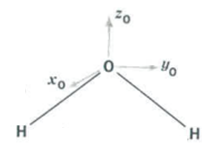 z₀
x₀ O y₀
H H